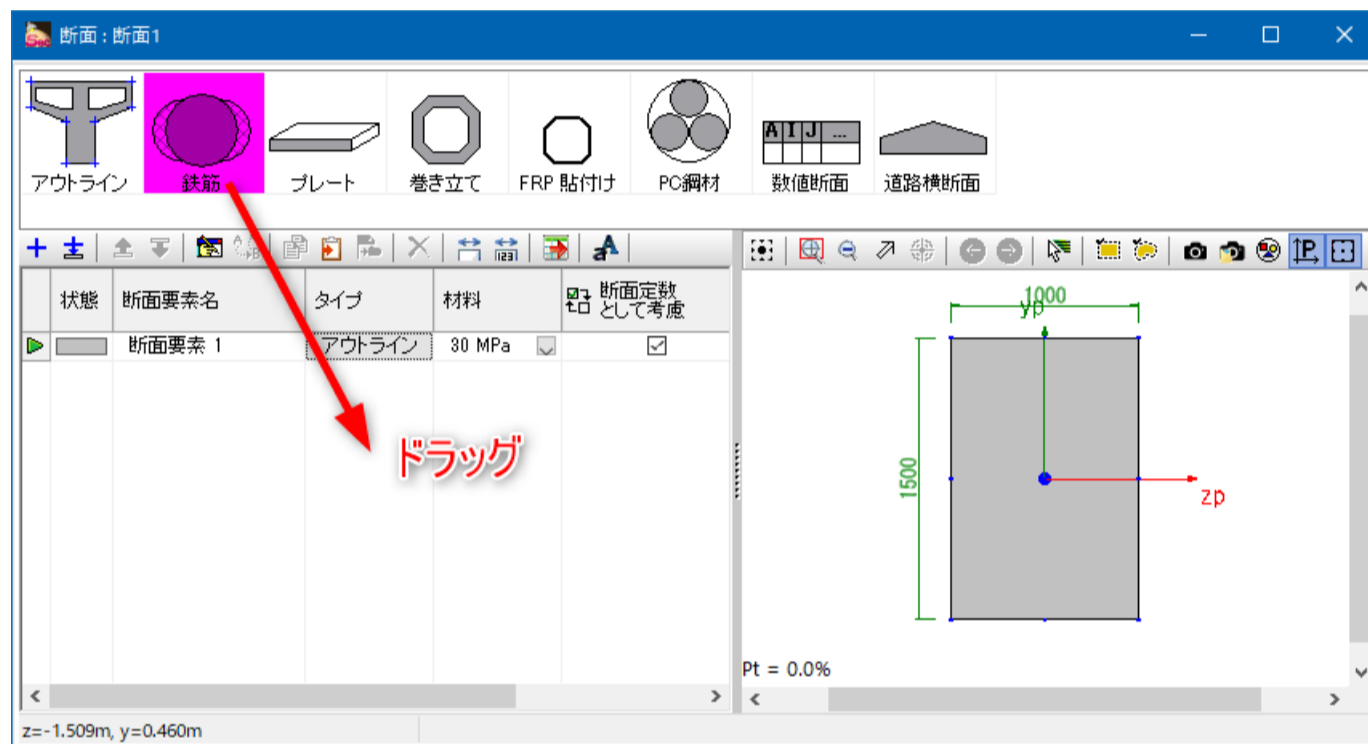 断面 : 断面1
アウトライン
鉄筋
プレート
巻き立て
FRP 貼付け
PC鋼材
A I J ...
数値断面
道路横断面
状態
断面要素名
タイプ
材料
断面定数
として考慮
断面要素 1
アウトライン
30 MPa
ドラッグ
1000
yp
1500
zp
Pt = 0.0%
z=-1.509m, y=0.460m